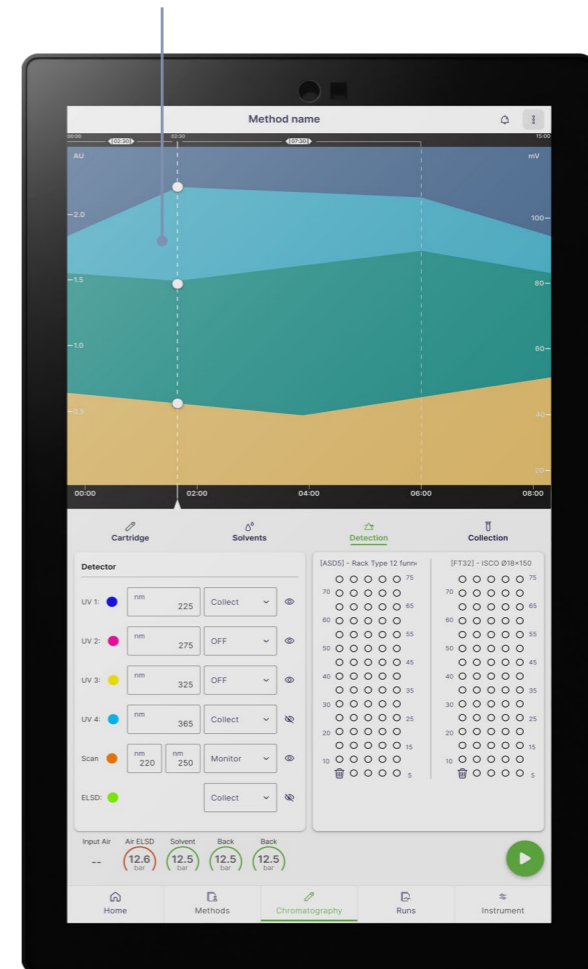 Method name
00:00 02:30 15:00
(02:30) (07:30)
AU mV
2.0 100
1.5 80
1.0 60
0.5 40
20
00:00 02:00 04:00 06:00 08:00
Cartridge Solvents Detection Collection
Detector
UV 1: nm 225 Collect
UV 2: nm 275 OFF
UV 3: nm 325 OFF
UV 4: nm 365 Collect
Scan nm 220 nm 250 Monitor
ELSD: Collect
[ASD5] - Rack Type 12 funne
75
70
65
60
55
50
45
40
35
30
25
20
15
10
5
[FT32] - ISCO Ø18×150
75
70
65
60
55
50
45
40
35
30
25
20
15
10
5
Input Air Air ELSD Solvent Back Back
-- 12.6 bar 12.5 bar 12.5 bar 12.5 bar
Home Methods Chromatography Runs Instrument